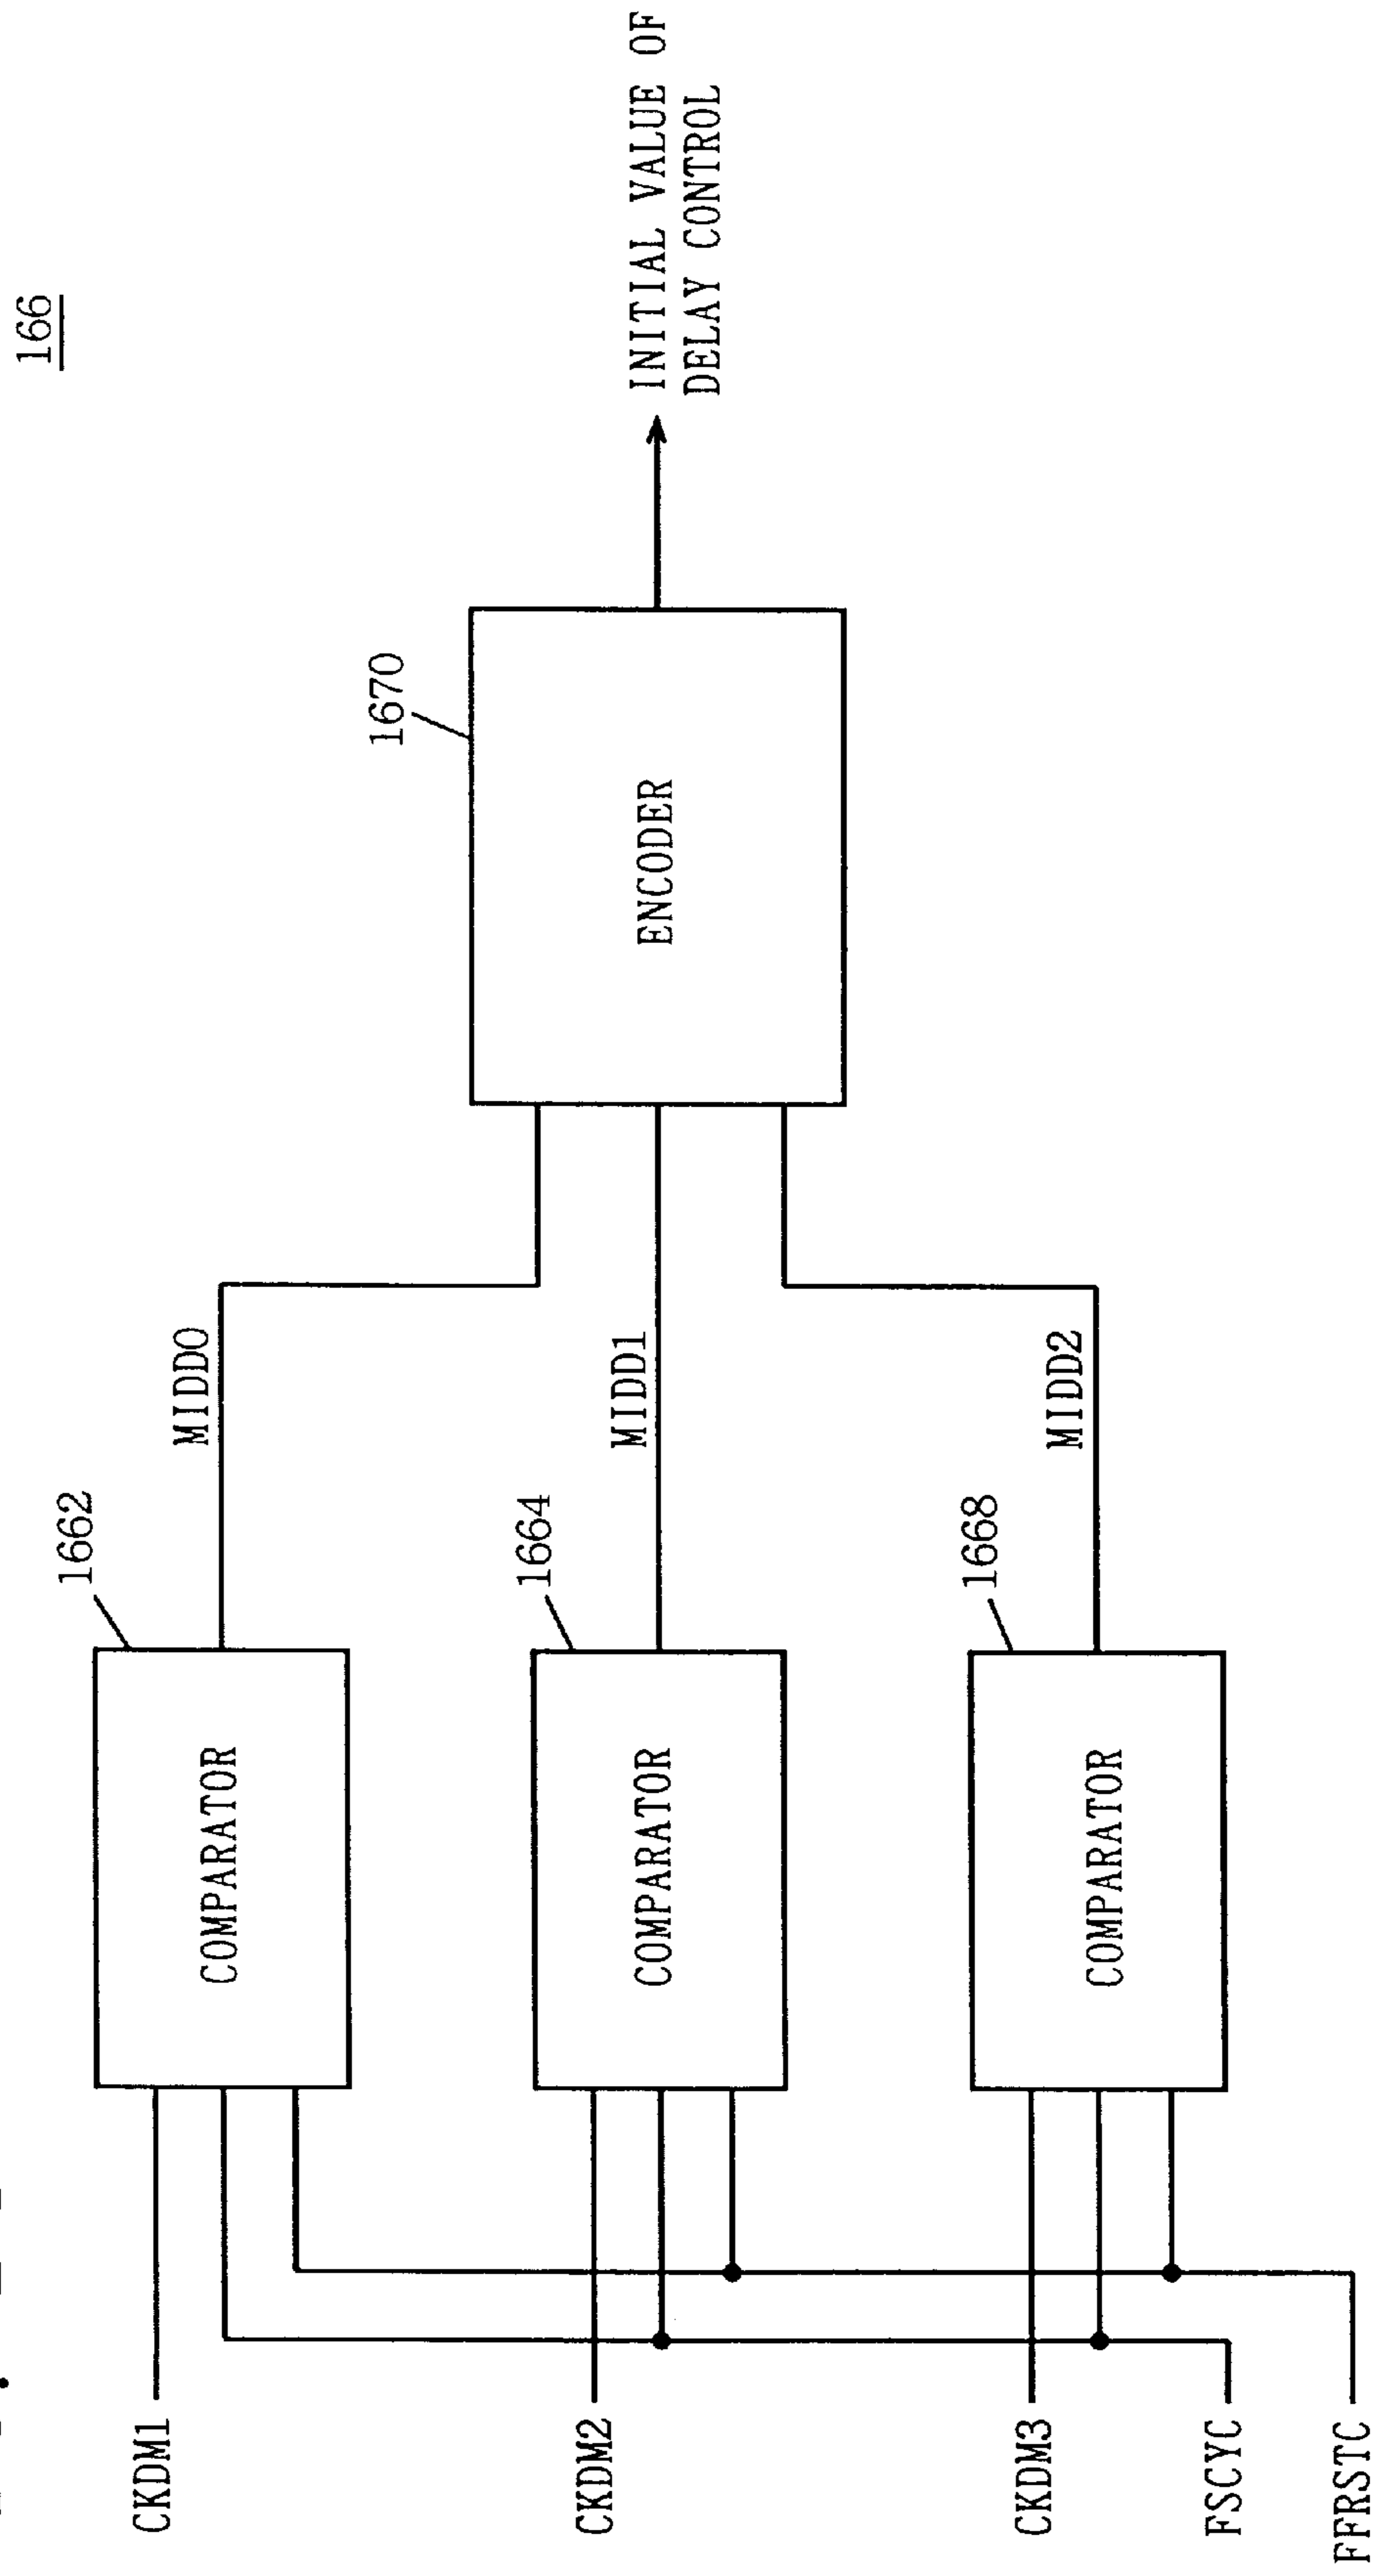 166
CKDM1
COMPARATOR
1662
MIDD0
CKDM2
COMPARATOR
1664
MIDD1
ENCODER
1670
INITIAL VALUE OF
DELAY CONTROL
CKDM3
COMPARATOR
1668
MIDD2
FSCYC
FFRSTC